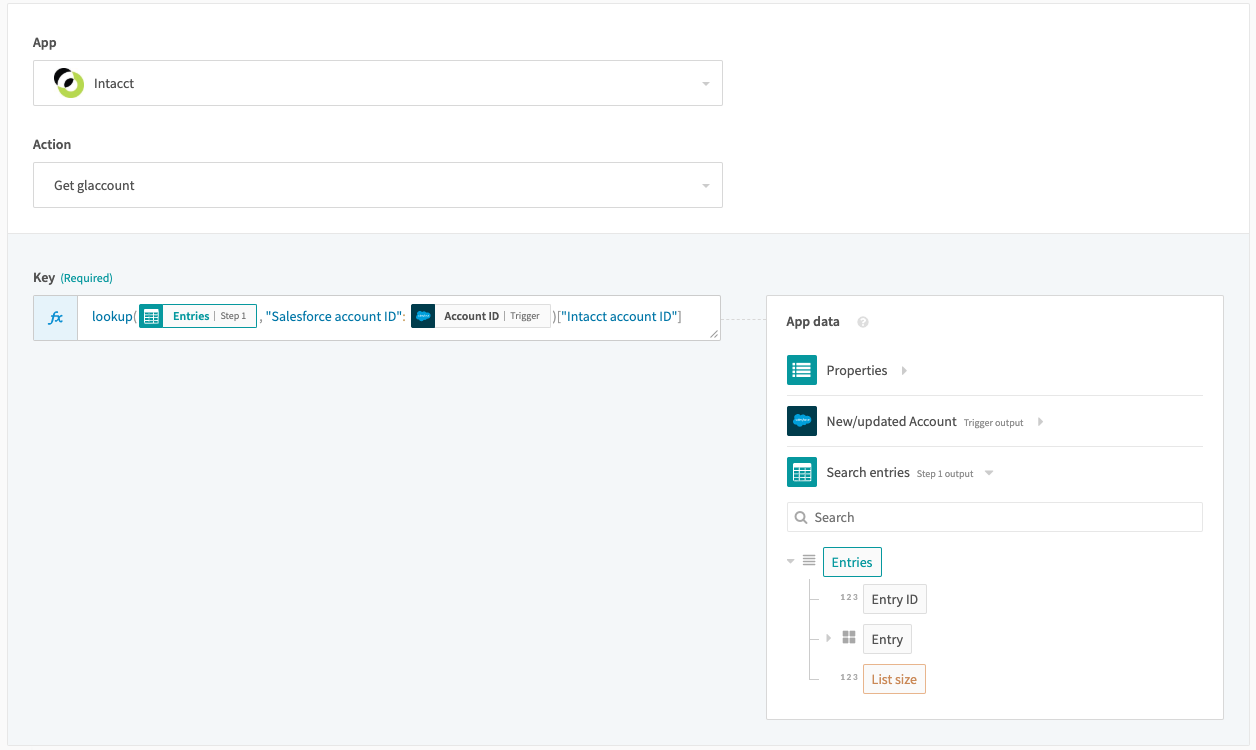 App
Intacct
Action
Get glaccount
Key (Required)
fx lookup( Entries | Step 1 , "Salesforce account ID": salesforce Account ID | Trigger )["Intacct account ID"]
App data ?
Properties
New/updated Account Trigger output
Search entries Step 1 output
Search
Entries
123 Entry ID
Entry
123 List size